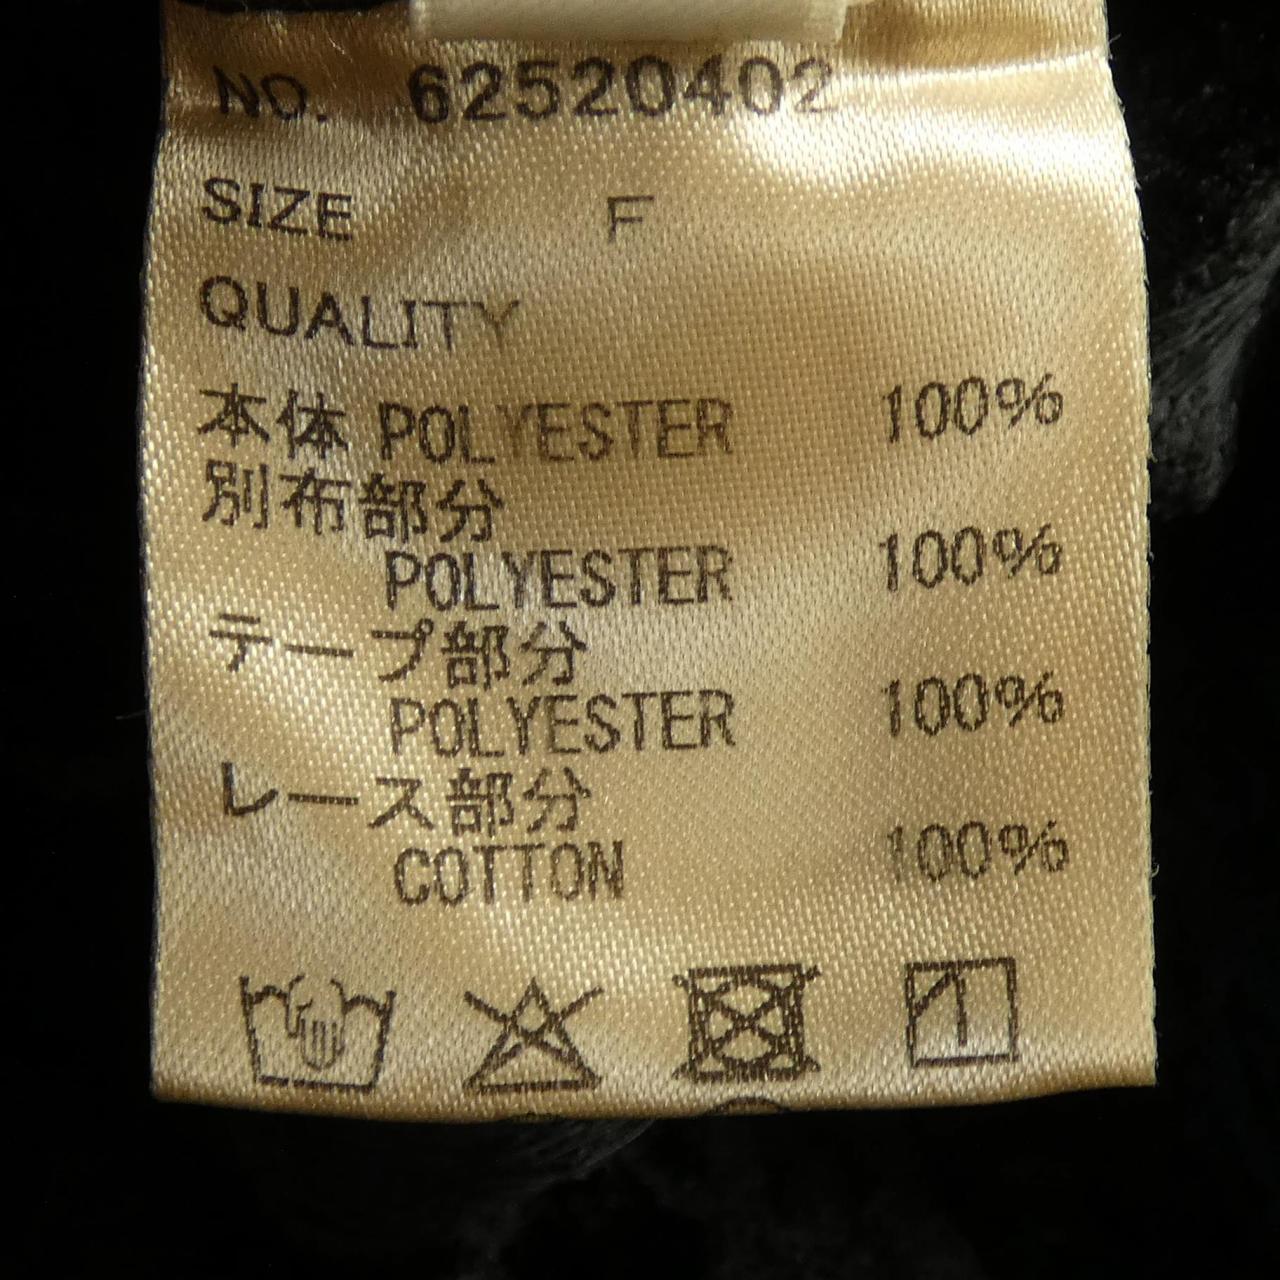 NO. 62520402
SIZE F
QUALITY
本体 POLYESTER 100%
別布部分
POLYESTER 100%
テープ部分
POLYESTER 100%
レース部分
COTTON 100%